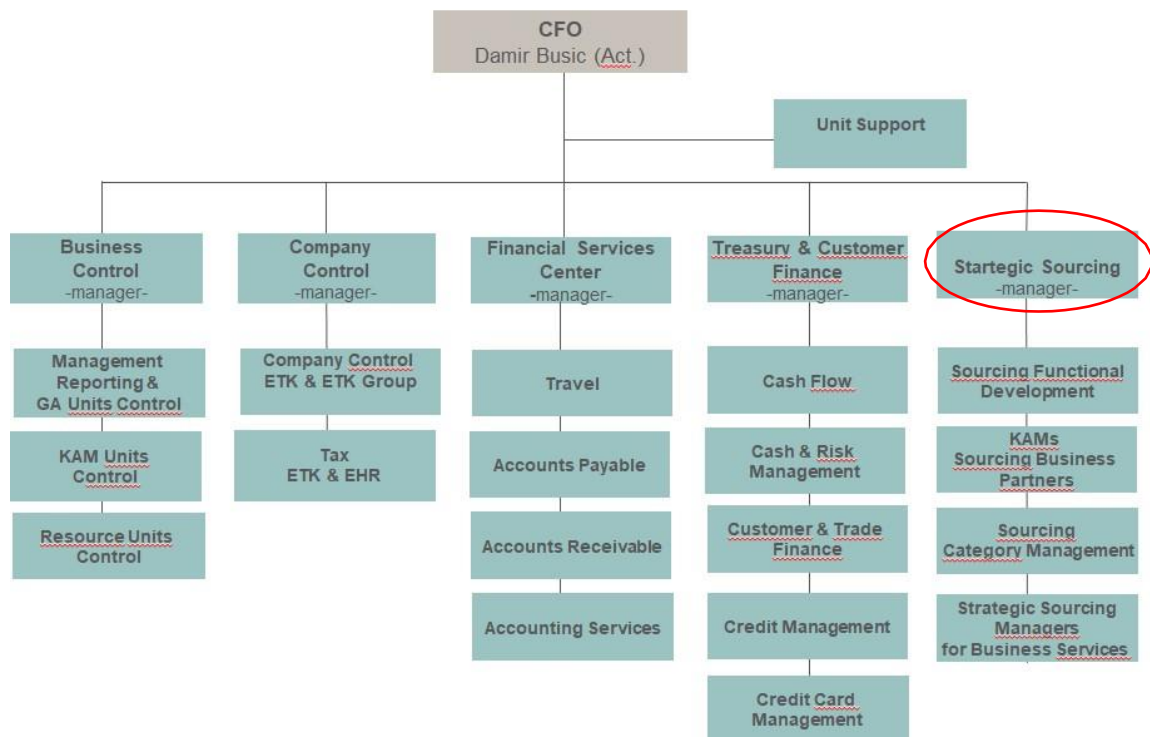 CFO
Damir Busic (Act.)
Unit Support
Business
Control
-manager-
Company
Control
-manager-
Financial Services
Center
-manager-
Treasury & Customer
Finance
-manager-
Startegic Sourcing
-manager-
Management
Reporting &
GA Units Control
KAM Units
Control
Resource Units
Control
Company Control
ETK & ETK Group
Tax
ETK & EHR
Travel
Accounts Payable
Accounts Receivable
Accounting Services
Cash Flow
Cash & Risk
Management
Customer & Trade
Finance
Credit Management
Credit Card
Management
Sourcing Functional
Development
KAMs
Sourcing Business
Partners
Sourcing
Category Management
Strategic Sourcing
Managers
for Business Services